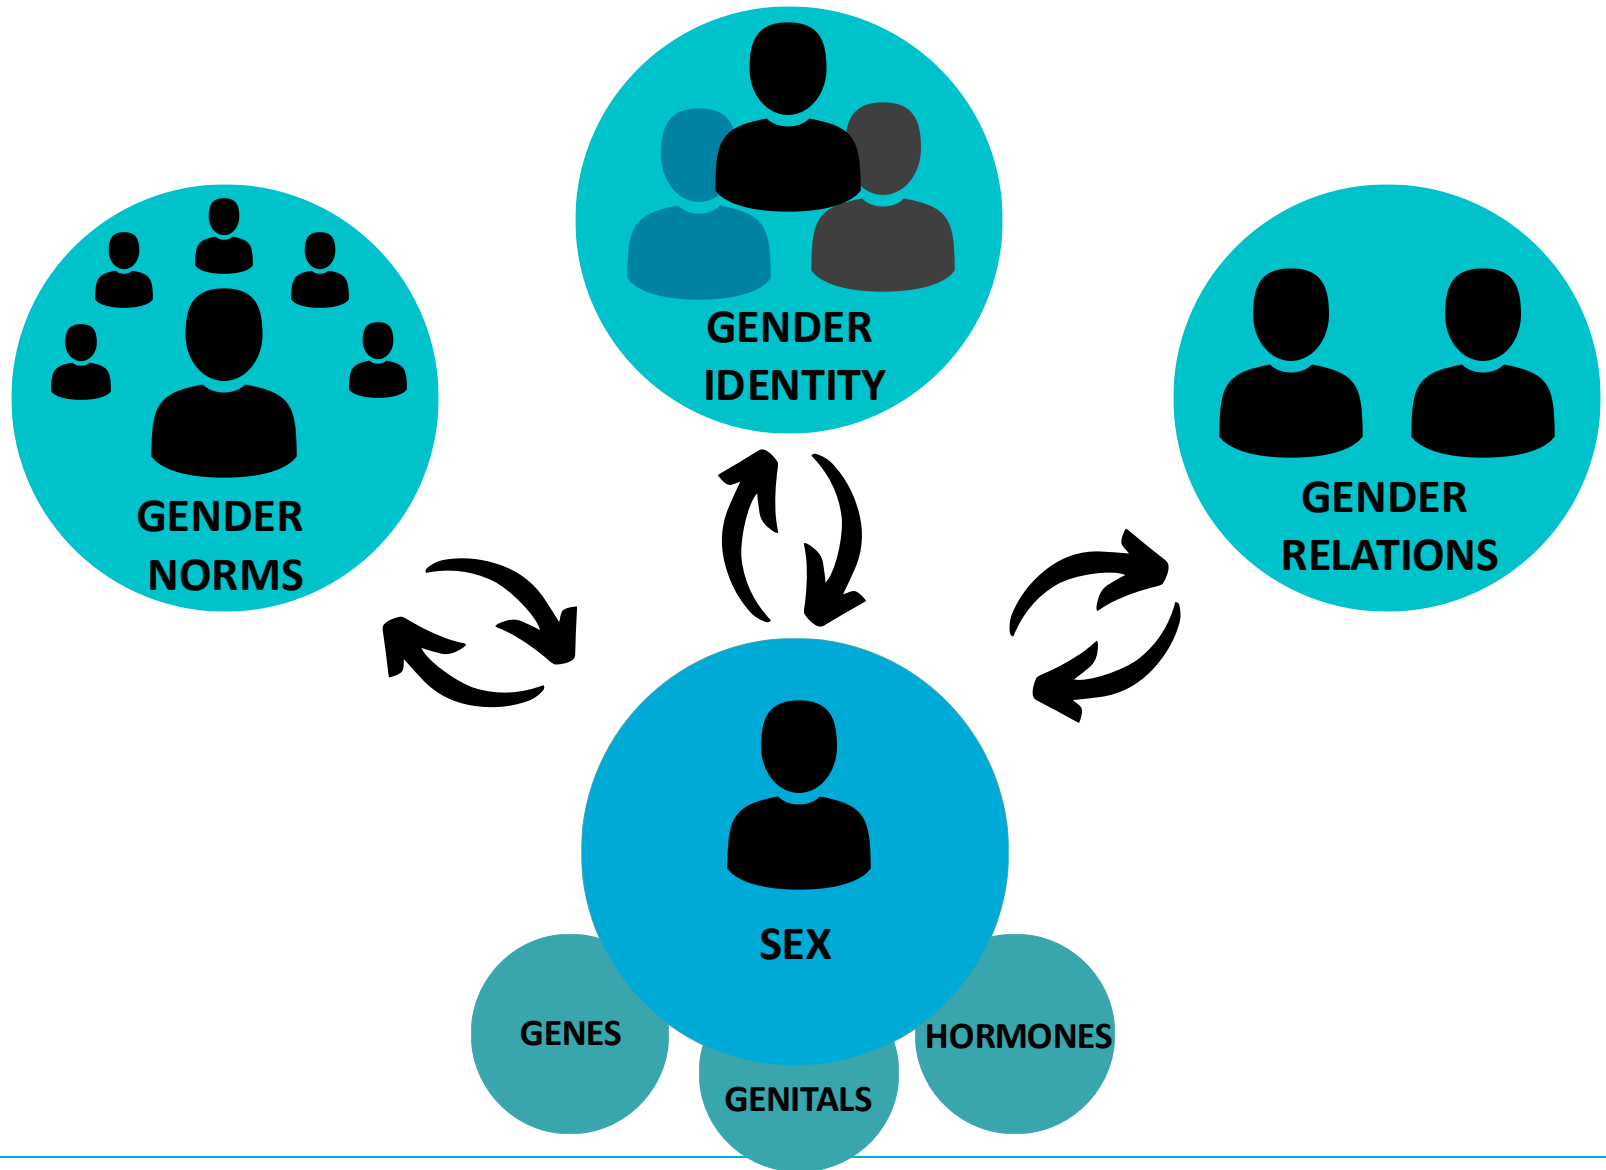 GENDER
IDENTITY
GENDER
NORMS
GENDER
RELATIONS
SEX
GENES
HORMONES
GENITALS